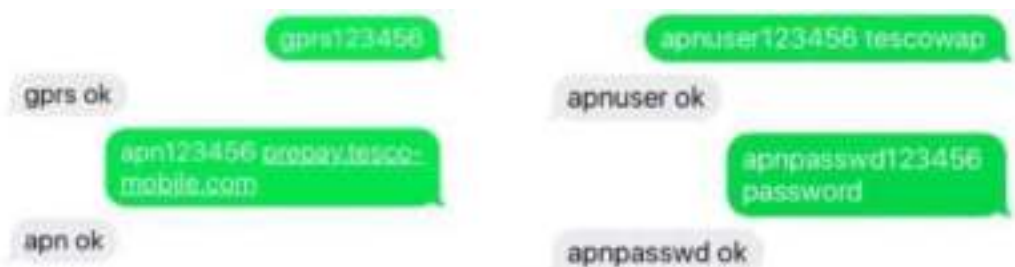 gprs123456
gprs ok
apn123456 prepay.tesco-
mobile.com
apn ok
apnuser123456 tescowap
apnuser ok
apnpasswd123456
password
apnpasswd ok